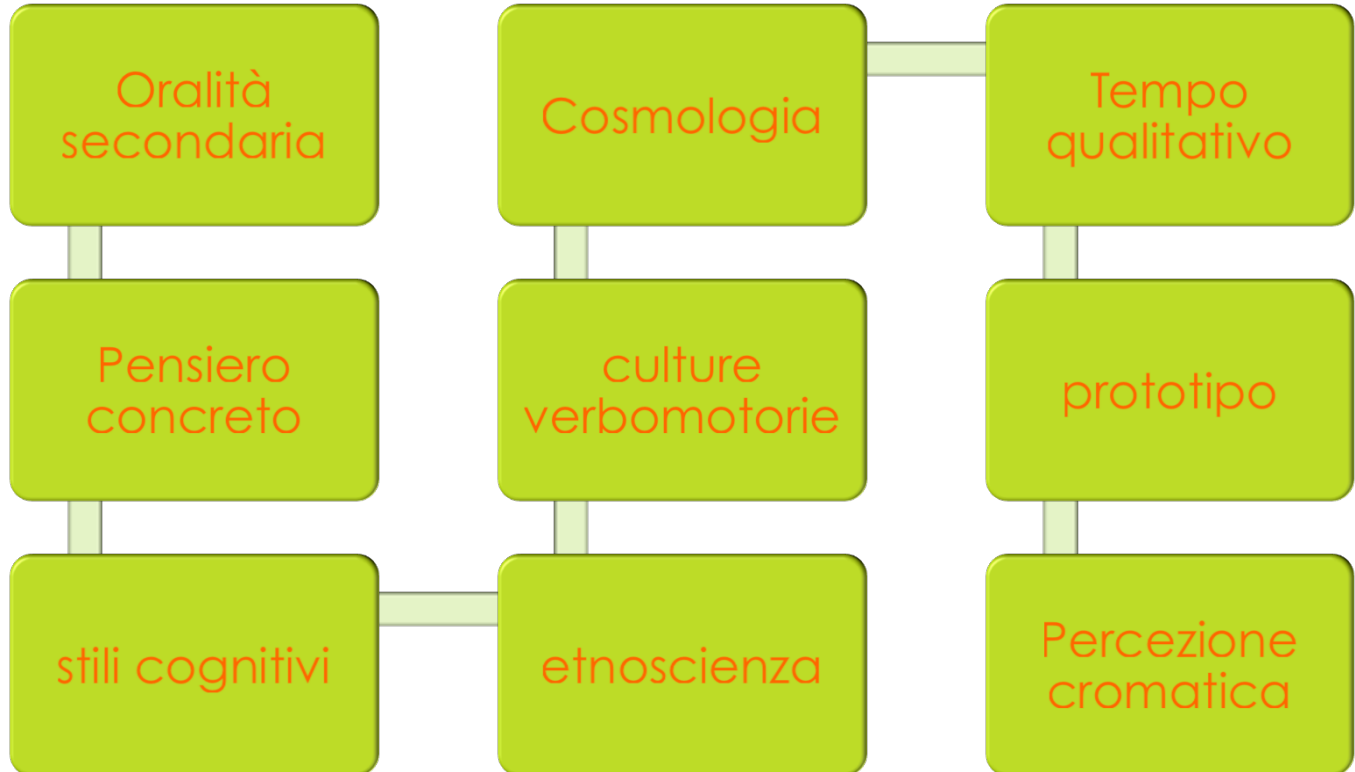 Oralità
secondaria
Pensiero
concreto
stili cognitivi
etnoscienza
culture
verbomotorie
Cosmologia
Tempo
qualitativo
prototipo
Percezione
cromatica